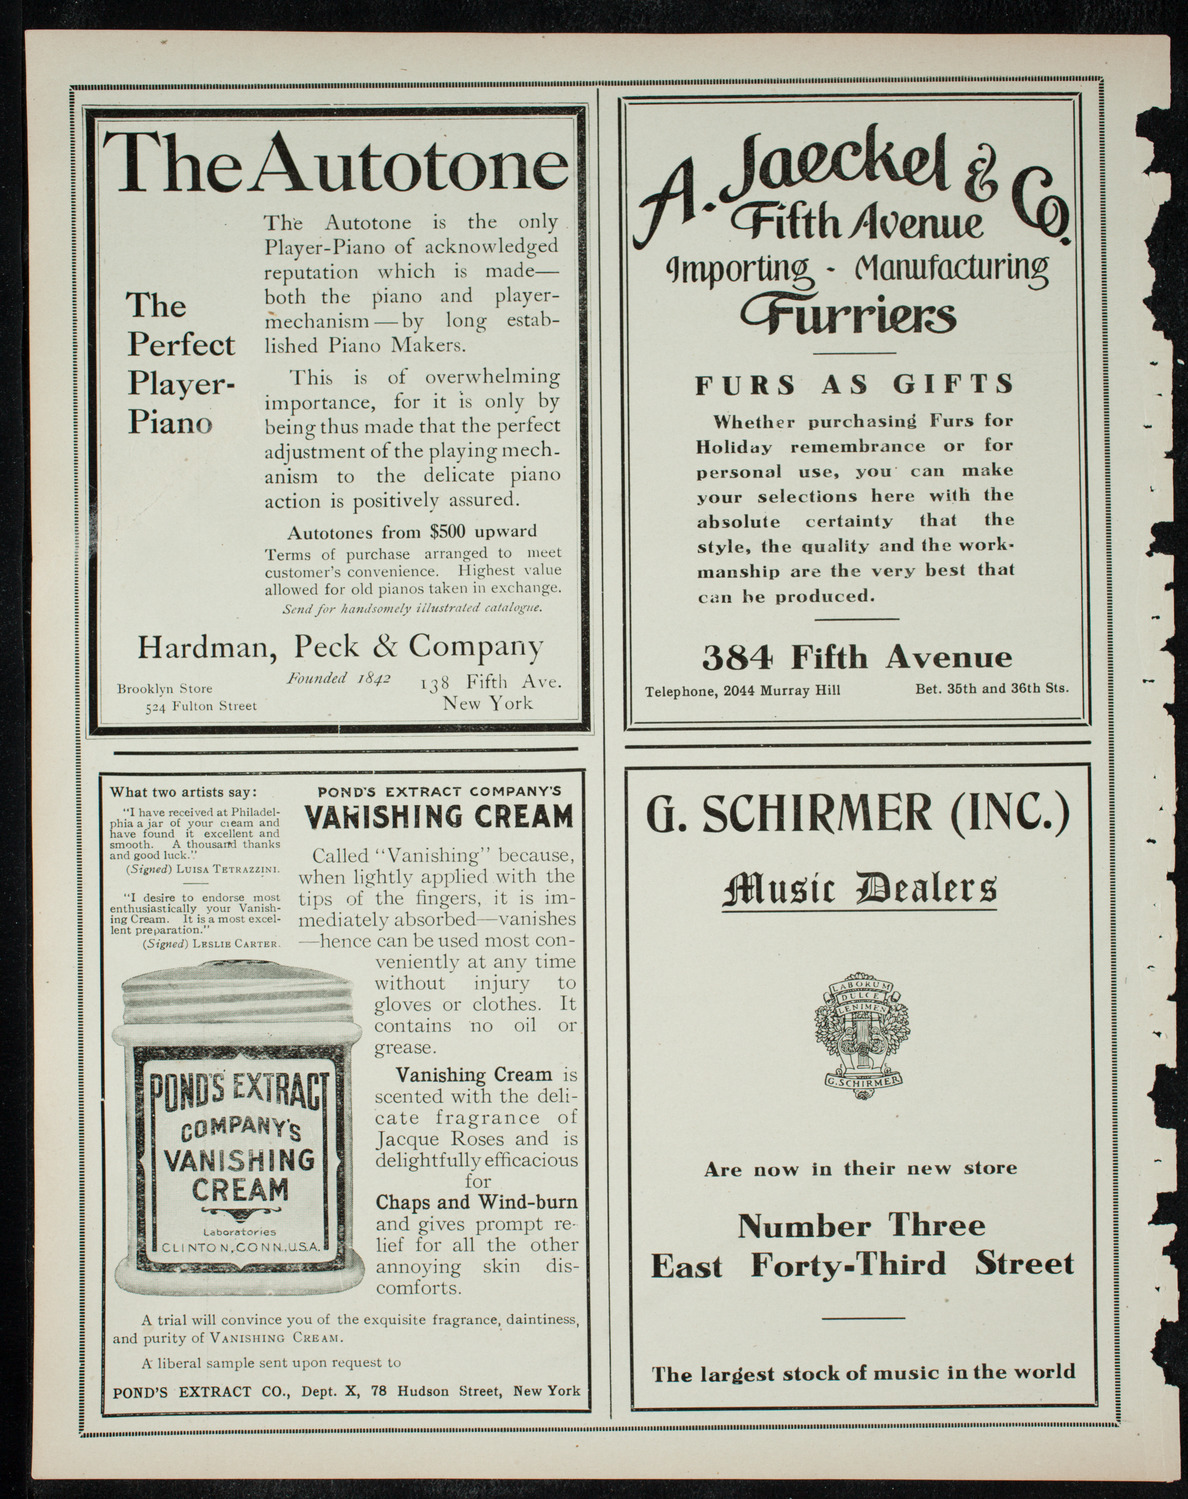 The Autotone
The
Perfect
Player-
Piano
The Autotone is the only
Player-Piano of acknowledged
reputation which is made—
both the piano and player-
mechanism—by long estab-
lished Piano Makers.
This is of overwhelming
importance, for it is only by
being thus made that the perfect
adjustment of the playing mech-
anism to the delicate piano
action is positively assured.
Autotones from $500 upward
Terms of purchase arranged to meet
customer's convenience. Highest value
allowed for old pianos taken in exchange.
Send for handsomely illustrated catalogue.
Hardman, Peck & Company
Founded 1842
Brooklyn Store
524 Fulton Street
138 Fifth Ave.
New York
A. Jaeckel & Co.
Fifth Avenue
Importing - Manufacturing
Furriers
FURS AS GIFTS
Whether purchasing Furs for
Holiday remembrance or for
personal use, you can make
your selections here with the
absolute certainty that the
style, the quality and the work-
manship are the very best that
can be produced.
384 Fifth Avenue
Telephone, 2044 Murray Hill
Bet. 35th and 36th Sts.
What two artists say:
"I have received at Philadel-
phia a jar of your cream and
have found it excellent and
smooth. A thousand thanks
and good luck."
(Signed) LUISA TETRAZZINI.
"I desire to endorse most
enthusiastically your Vanish-
ing Cream. It is a most excel-
lent preparation."
(Signed) LESLIE CARTER.
POND'S EXTRACT COMPANY'S
VANISHING CREAM
Called "Vanishing" because,
when lightly applied with the
tips of the fingers, it is im-
mediately absorbed—vanishes
—hence can be used most con-
veniently at any time
without injury to
gloves or clothes. It
contains no oil or
grease.
Vanishing Cream is
scented with the deli-
cate fragrance of
Jacque Roses and is
delightfully efficacious
for
Chaps and Wind-burn
and gives prompt re-
lief for all the other
annoying skin dis-
comforts.
POND'S EXTRACT
COMPANY'S
VANISHING
CREAM
Laboratories
CLINTON, CONN., U.S.A.
A trial will convince you of the exquisite fragrance, daintiness,
and purity of VANISHING CREAM.
A liberal sample sent upon request to
POND'S EXTRACT CO., Dept. X, 78 Hudson Street, New York
G. SCHIRMER (INC.)
Music Dealers
LABORUM
DULCE
LENIMEN
G. SCHIRMER
Are now in their new store
Number Three
East Forty-Third Street
The largest stock of music in the world